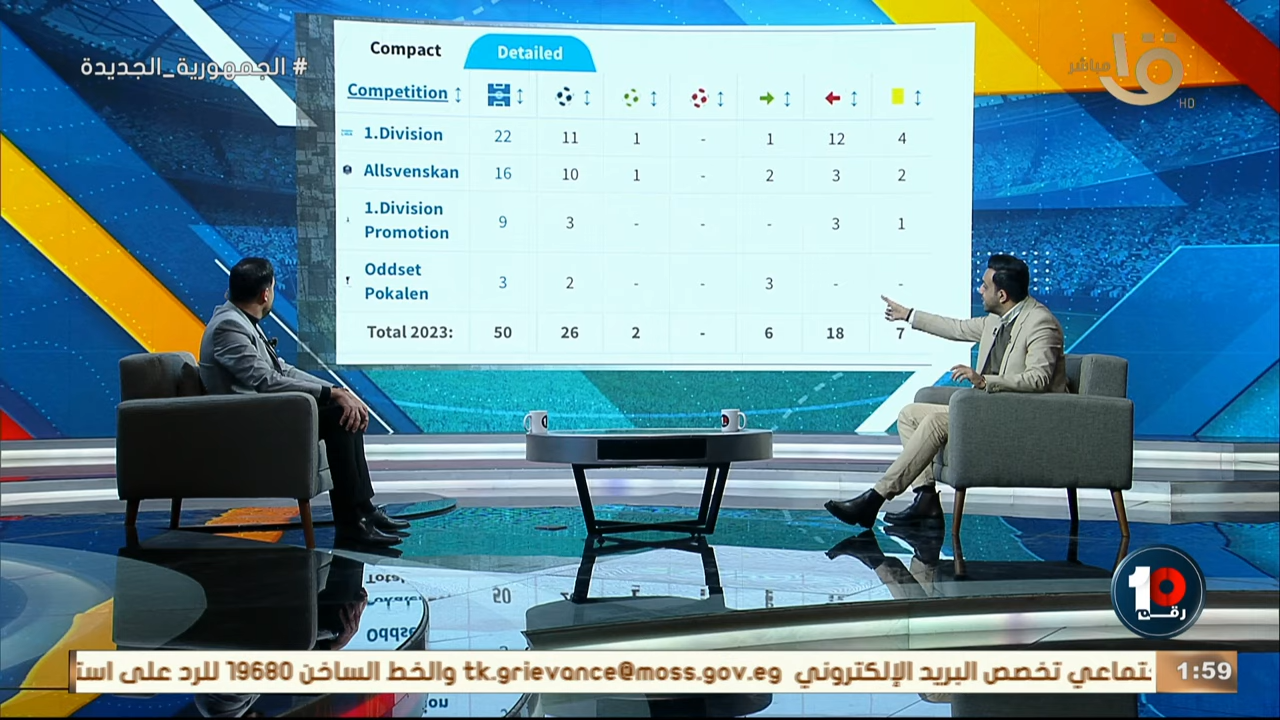 # الجمهورية_الجديدة
Compact Detailed
مباشر
HD
Competition
1.Division 22 11 1 - 1 12 4
Allsvenskan 16 10 1 - 2 3 2
1.Division Promotion 9 3 - - - 3 1
Oddset Pokalen 3 2 - - 3 - -
Total 2023: 50 26 2 - 6 18 7
10
رقم
1:59
جتماعي تخصص البريد الإلكتروني tk.grievance@moss.gov.eg والخط الساخن 19680 للرد على است